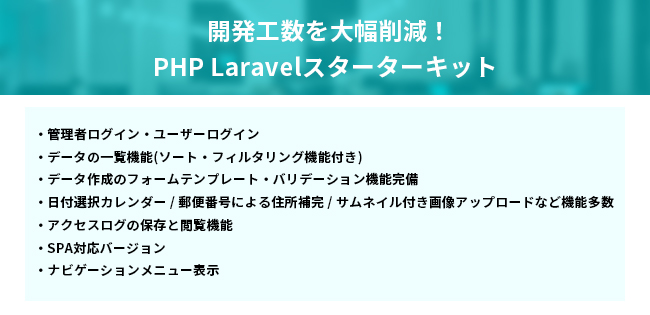 開発工数を大幅削減！
PHP Laravelスターターキット
・管理者ログイン・ユーザーログイン
・データの一覧機能(ソート・フィルタリング機能付き)
・データ作成のフォームテンプレート・バリデーション機能完備
・日付選択カレンダー / 郵便番号による住所補完 / サムネイル付き画像アップロードなど機能多数
・アクセスログの保存と閲覧機能
・SPA対応バージョン
・ナビゲーションメニュー表示